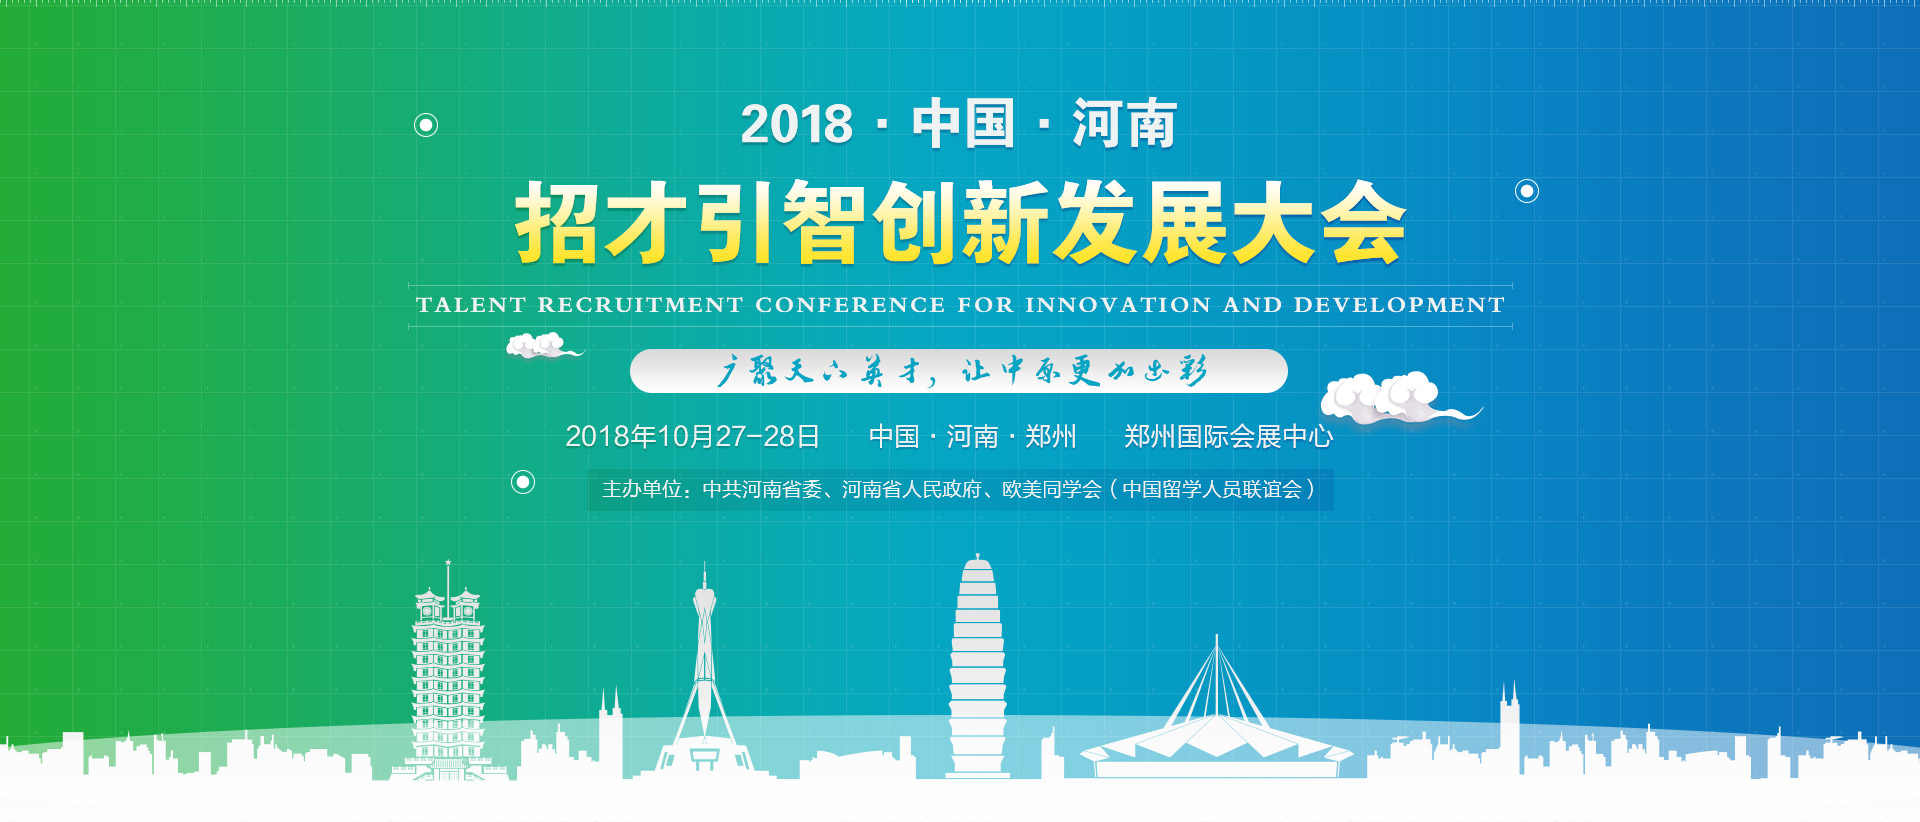 2018 · 中国 · 河南
招才引智创新发展大会
TALENT RECRUITMENT CONFERENCE FOR INNOVATION AND DEVELOPMENT
广聚天下英才，让中原更加出彩
2018年10月27-28日 中国 · 河南 · 郑州 郑州国际会展中心
主办单位：中共河南省委、河南省人民政府、欧美同学会（中国留学人员联谊会）